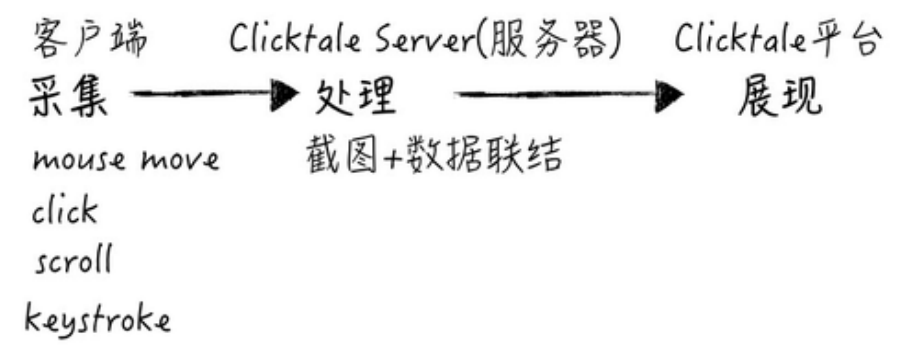 客户端 Clicktale Server(服务器) Clicktale平台
采集 处理 展现
mouse move 截图+数据联结
click
scroll
keystroke